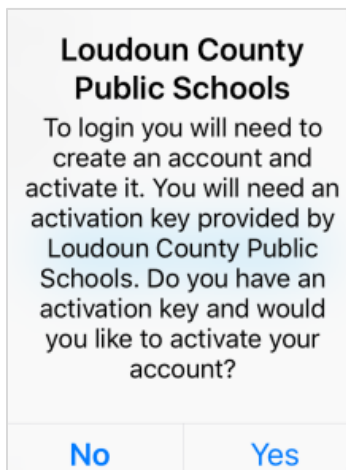 Loudoun County
Public Schools
To login you will need to
create an account and
activate it. You will need an
activation key provided by
Loudoun County Public
Schools. Do you have an
activation key and would
you like to activate your
account?
No Yes